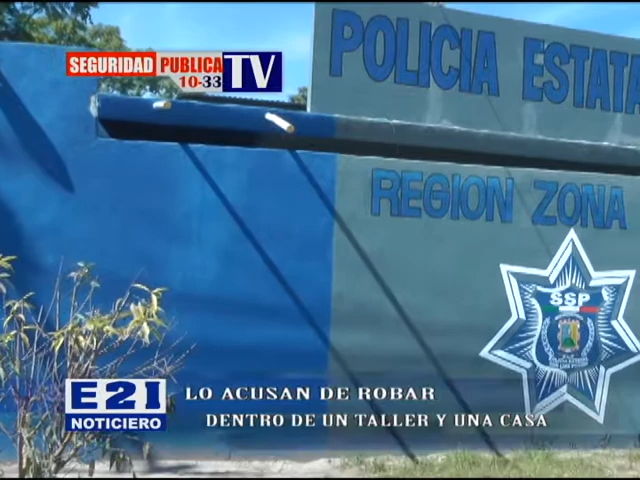 POLICIA ESTATA
SEGURIDAD PUBLICA
10-33 TV
REGION ZONA
SSP
E21
NOTICIERO
LO ACUSAN DE ROBAR
DENTRO DE UN TALLER Y UNA CASA